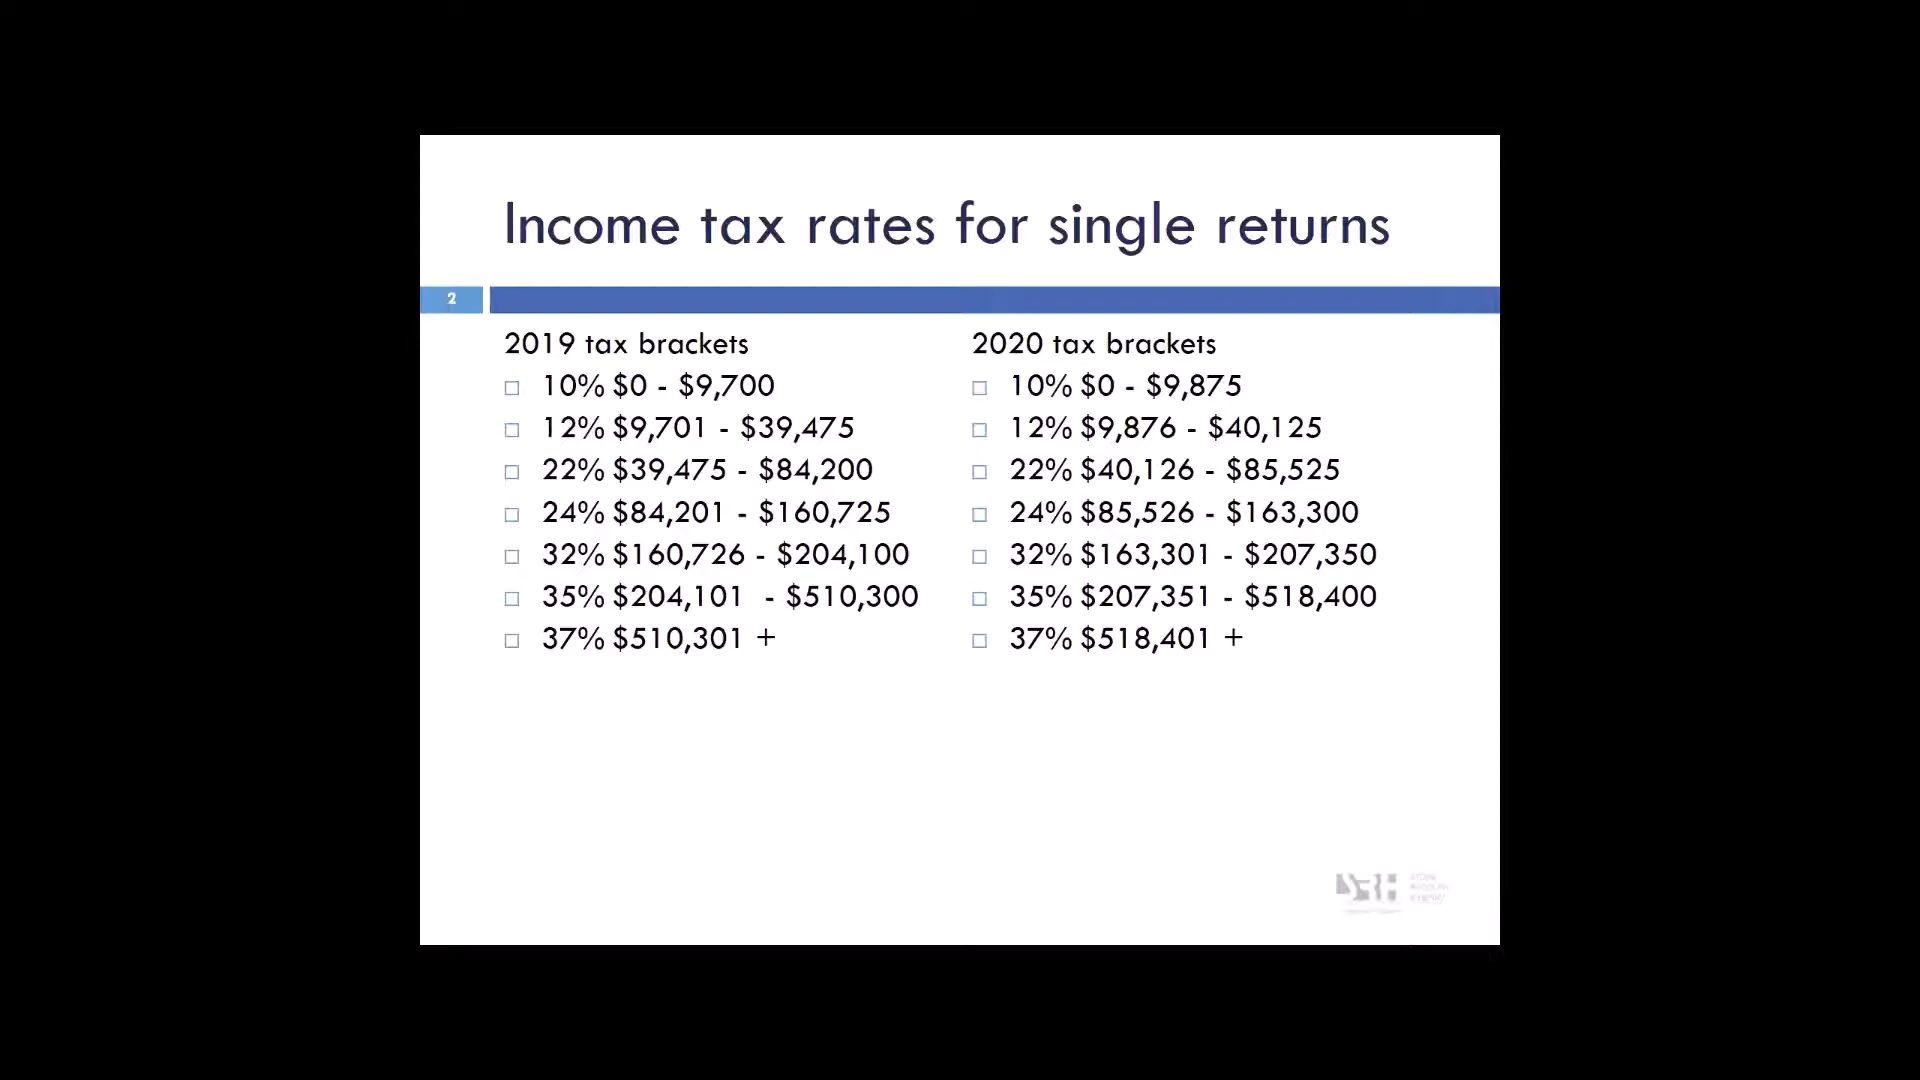 Income tax rates for single returns
2
2019 tax brackets
10% $0 - $9,700
12% $9,701 - $39,475
22% $39,475 - $84,200
24% $84,201 - $160,725
32% $160,726 - $204,100
35% $204,101  - $510,300
37% $510,301 +
2020 tax brackets
10% $0 - $9,875
12% $9,876 - $40,125
22% $40,126 - $85,525
24% $85,526 - $163,300
32% $163,301 - $207,350
35% $207,351 - $518,400
37% $518,401 +